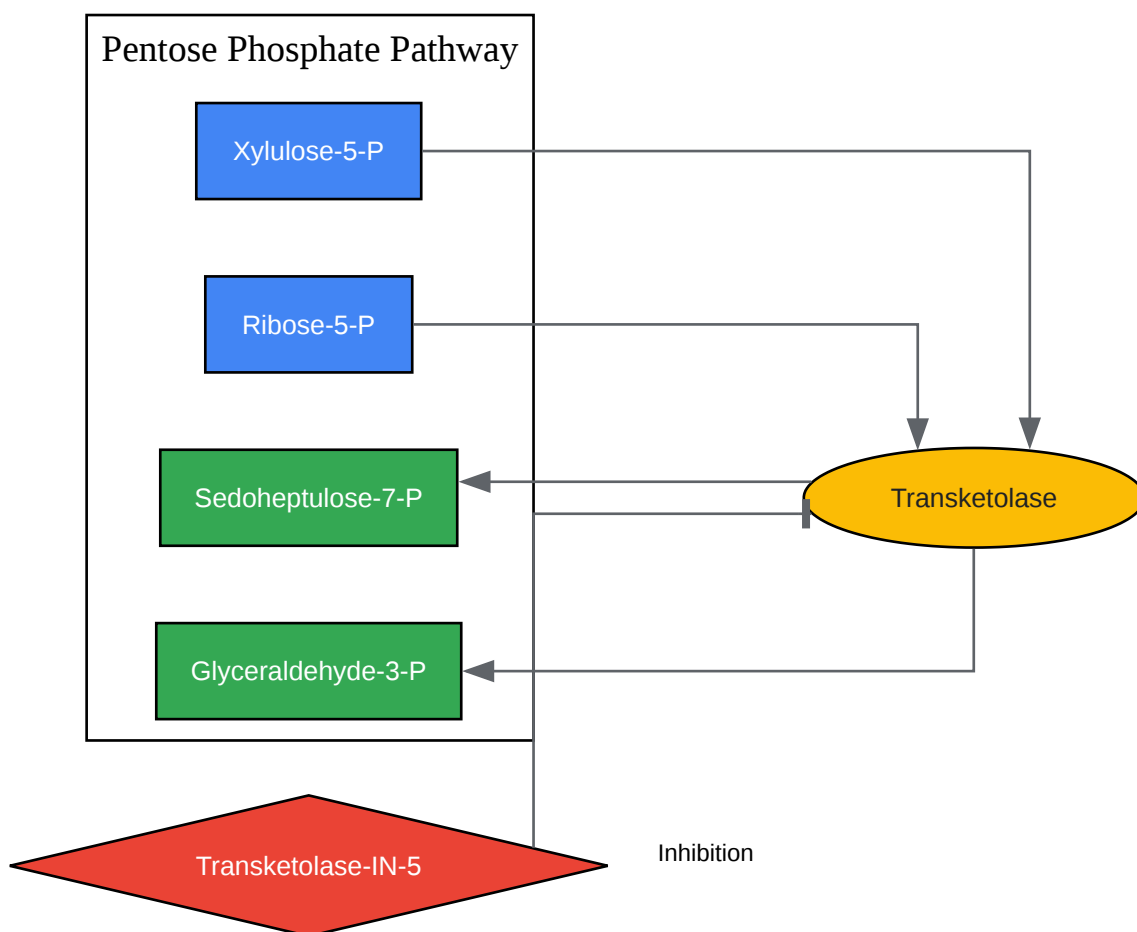 Pentose Phosphate Pathway
Xylulose-5-P
Ribose-5-P
Sedoheptulose-7-P
Transketolase
Glyceraldehyde-3-P
Transketolase-IN-5
Inhibition